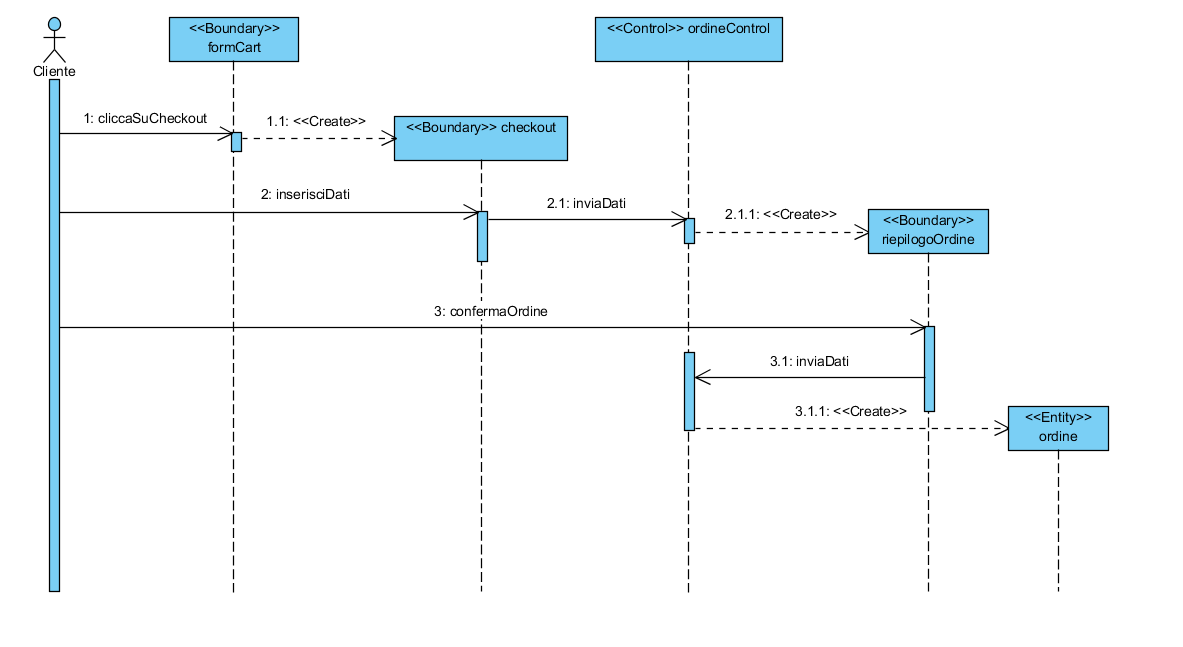 <<Boundary>>
formCart
<<Control>> ordineControl
Cliente
1: cliccaSuCheckout
1.1: <<Create>>
<<Boundary>> checkout
2: inserisciDati
2.1: inviaDati
2.1.1: <<Create>>
<<Boundary>>
riepilogoOrdine
3: confermaOrdine
3.1: inviaDati
3.1.1: <<Create>>
<<Entity>>
ordine